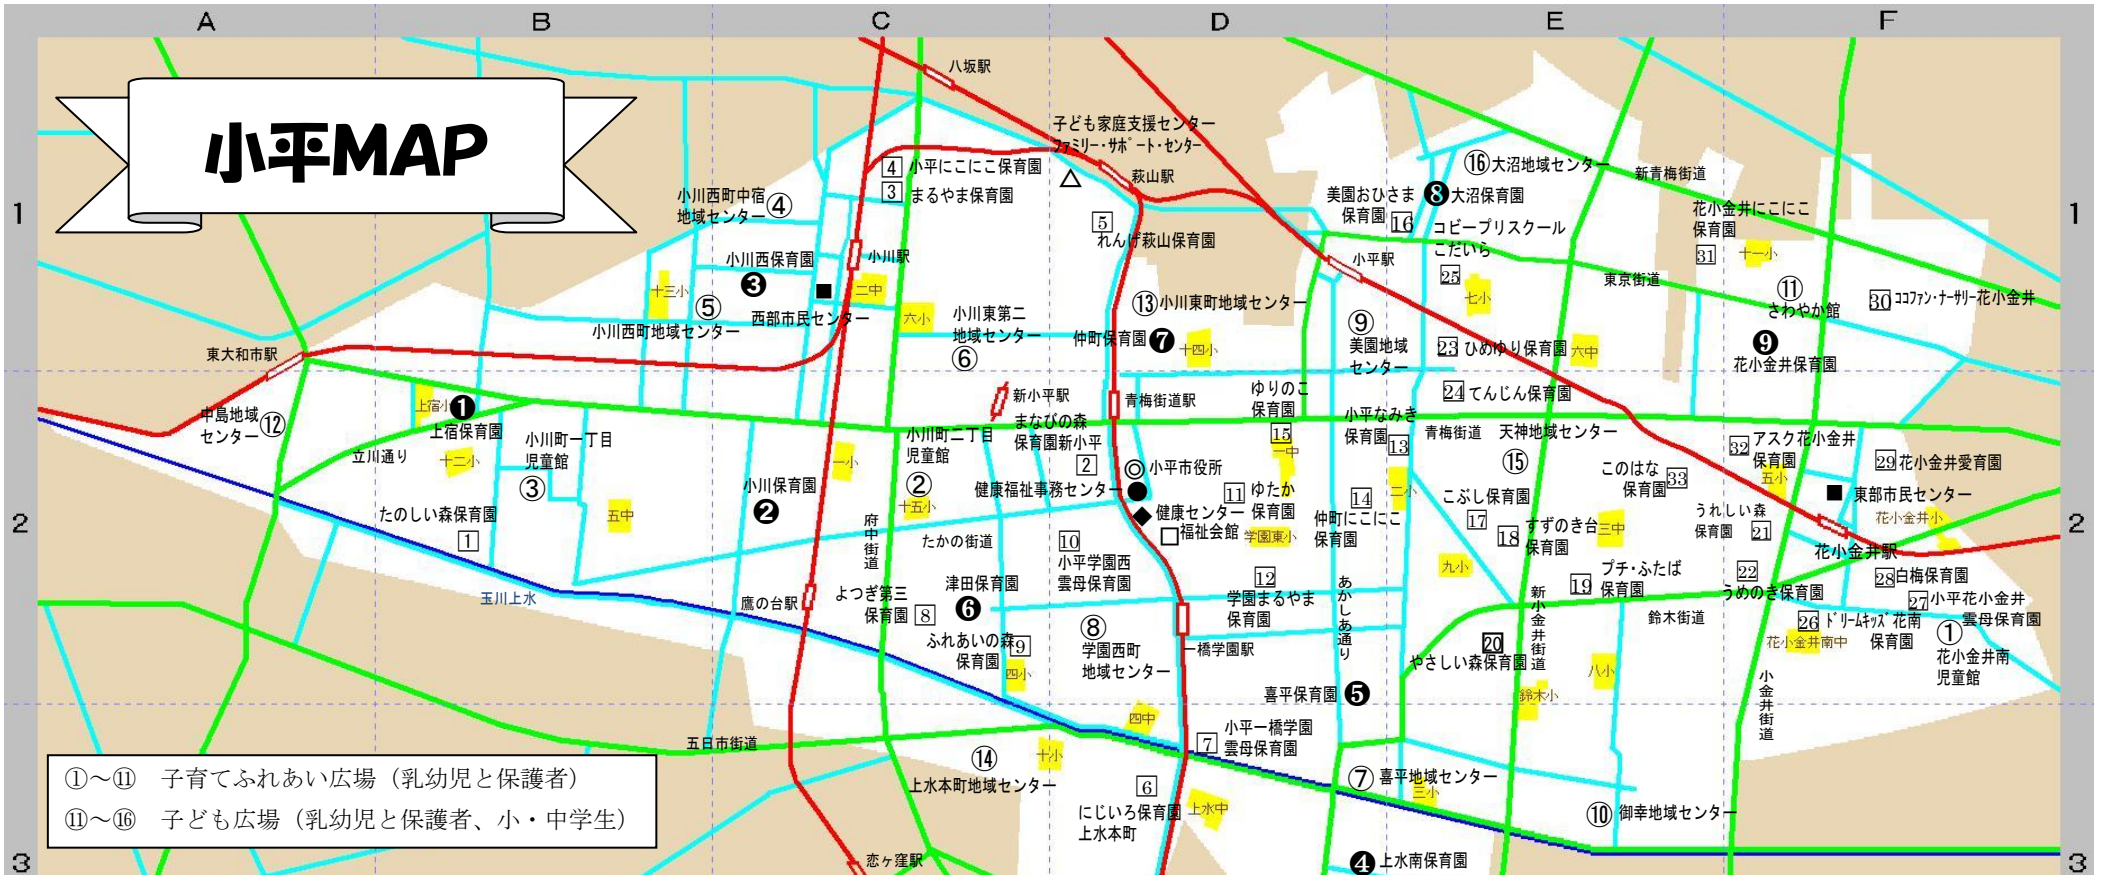 A B C D E F
小平MAP
八坂駅
子ども家庭支援センター
ファミリー・サポート・センター
1
4 小平にこにこ保育園
3 まるやま保育園
萩山駅
⑯大沼地域センター
新青梅街道
小川西町中宿
地域センター④
美園おひさま
保育園 16
❽大沼保育園
花小金井にこにこ
保育園
31
十一小
1
5
れんげ萩山保育園
コビープリスクール
こだいら
25
小川西保育園
❸
小川駅
小平駅
東京街道
十三小
二中
七小
⑤
小川西町地域センター
西部市民センター
六小
小川東第二
地域センター
⑥
⑬小川東町地域センター
仲町保育園❼
十四小
⑨
美園地域
センター
23 ひめゆり保育園
六中
⑪
さわやか館
30 ココファン・ナーサリー花小金井
❾
花小金井保育園
東大和市駅
24 てんじん保育園
中島地域
センター⑫
上宿小
❶
上宿保育園
新小平駅
まなびの森
保育園新小平
2
青梅街道駅
ゆりのこ
保育園
15
一中
小平なみき
保育園
13
青梅街道
天神地域センター
⑮
32 アスク花小金井
保育園
五小
29 花小金井愛育園
立川通り
十二小
小川町一丁目
児童館
③
一小
小川町二丁目
児童館
②
十五小
◎小平市役所
健康福祉事務センター
11 ゆたか
保育園
14
二小
このはな
保育園
33
東部市民センター
2
たのしい森保育園
1
五中
小川保育園
❷
府中街道
たかの街道
健康センター
福祉会館
学園東小
仲町にこにこ
保育園
こぶし保育園
17
18 すずのき台
保育園
三中
うれしい森
保育園 21
花小金井小
花小金井駅
2
10
小平学園西
雲母保育園
九小
玉川上水
鷹の台駅
よつぎ第三
保育園 8
津田保育園
❻
12
学園まるやま
保育園
あかしあ通り
新小金井街道
19 プチ・ふたば
保育園
22
うめのき保育園
28 白梅保育園
27 小平花小金井
雲母保育園
鈴木街道
26 ドリームキッズ花南
保育園
花小金井南中
①
花小金井南
児童館
ふれあいの森
保育園
9
四小
⑧
学園西町
地域センター
一橋学園駅
20
やさしい森保育園
八小
喜平保育園❺
鈴木小
小金井街道
四中
小平一橋学園
雲母保育園
7
五日市街道
十小
⑭
上水本町地域センター
6
にじいろ保育園
上水本町
上水中
⑦喜平地域センター
三小
⑩御幸地域センター
①～⑪ 子育てふれあい広場（乳幼児と保護者）
⑪～⑯ 子ども広場（乳幼児と保護者、小・中学生）
3
恋ヶ窪駅
❹上水南保育園
3